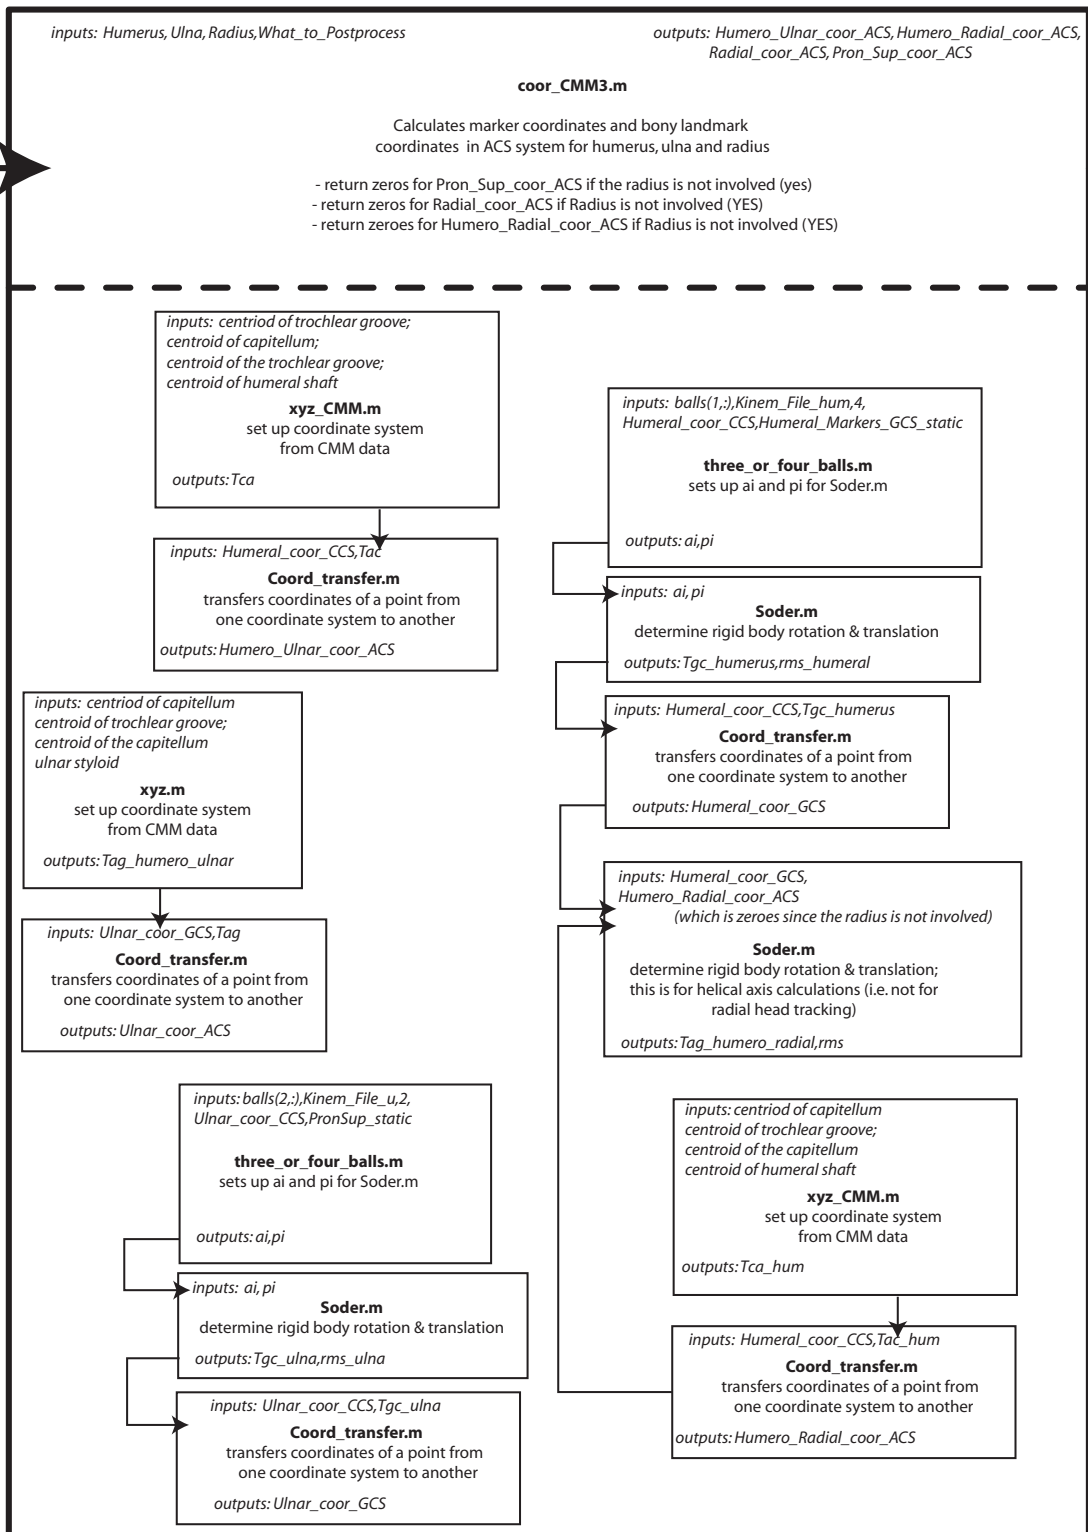 inputs: Humerus, Ulna, Radius,What_to_Postprocess
outputs: Humero_Ulnar_coor_ACS, Humero_Radial_coor_ACS,
Radial_coor_ACS, Pron_Sup_coor_ACS
coor_CMM3.m
Calculates marker coordinates and bony landmark
coordinates in ACS system for humerus, ulna and radius
- return zeros for Pron_Sup_coor_ACS if the radius is not involved (yes)
- return zeros for Radial_coor_ACS if Radius is not involved (YES)
- return zeroes for Humero_Radial_coor_ACS if Radius is not involved (YES)
inputs: centriod of trochlear groove;
centroid of capitellum;
centroid of the trochlear groove;
centroid of humeral shaft
xyz_CMM.m
set up coordinate system
from CMM data
outputs: Tca
inputs: Humeral_coor_CCS,Tac
Coord_transfer.m
transfers coordinates of a point from
one coordinate system to another
outputs: Humero_Ulnar_coor_ACS
inputs: centriod of capitellum
centroid of trochlear groove;
centroid of the capitellum
ulnar styloid
xyz.m
set up coordinate system
from CMM data
outputs: Tag_humero_ulnar
inputs: Ulnar_coor_GCS,Tag
Coord_transfer.m
transfers coordinates of a point from
one coordinate system to another
outputs: Ulnar_coor_ACS
inputs: balls(2,:),Kinem_File_u,2,
Ulnar_coor_CCS,PronSup_static
three_or_four_balls.m
sets up ai and pi for Soder.m
outputs: ai,pi
inputs: ai, pi
Soder.m
determine rigid body rotation & translation
outputs: Tgc_ulna,rms_ulna
inputs: Ulnar_coor_CCS,Tgc_ulna
Coord_transfer.m
transfers coordinates of a point from
one coordinate system to another
outputs: Ulnar_coor_GCS
inputs: balls(1,:),Kinem_File_hum,4,
Humeral_coor_CCS,Humeral_Markers_GCS_static
three_or_four_balls.m
sets up ai and pi for Soder.m
outputs: ai,pi
inputs: ai, pi
Soder.m
determine rigid body rotation & translation
outputs: Tgc_humerus,rms_humeral
inputs: Humeral_coor_CCS,Tgc_humerus
Coord_transfer.m
transfers coordinates of a point from
one coordinate system to another
outputs: Humeral_coor_GCS
inputs: Humeral_coor_GCS,
Humero_Radial_coor_ACS
(which is zeroes since the radius is not involved)
Soder.m
determine rigid body rotation & translation;
this is for helical axis calculations (i.e. not for
radial head tracking)
outputs: Tag_humero_radial,rms
inputs: centriod of capitellum
centroid of trochlear groove;
centroid of the capitellum
centroid of humeral shaft
xyz_CMM.m
set up coordinate system
from CMM data
outputs: Tca_hum
inputs: Humeral_coor_CCS,Tac_hum
Coord_transfer.m
transfers coordinates of a point from
one coordinate system to another
outputs: Humero_Radial_coor_ACS